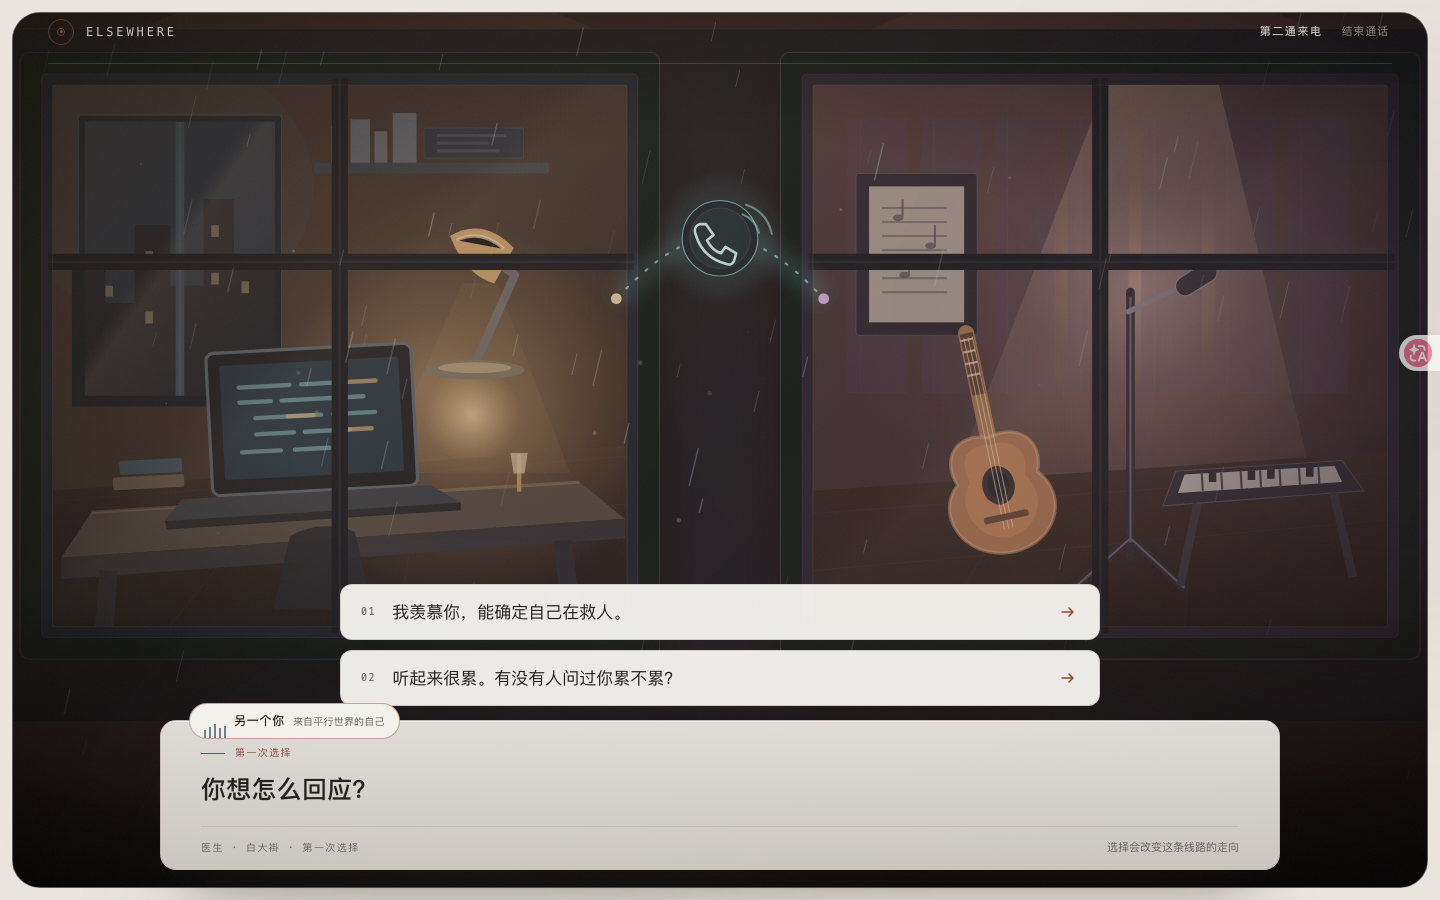 ELSEWHERE
第二通来电 结束通话
01 我羡慕你，能确定自己在救人。
02 听起来很累。有没有人问过你累不累?
另一个你 来自平行世界的自己
第一次选择
你想怎么回应?
医生 · 白大褂 · 第一次选择
选择会改变这条线路的走向